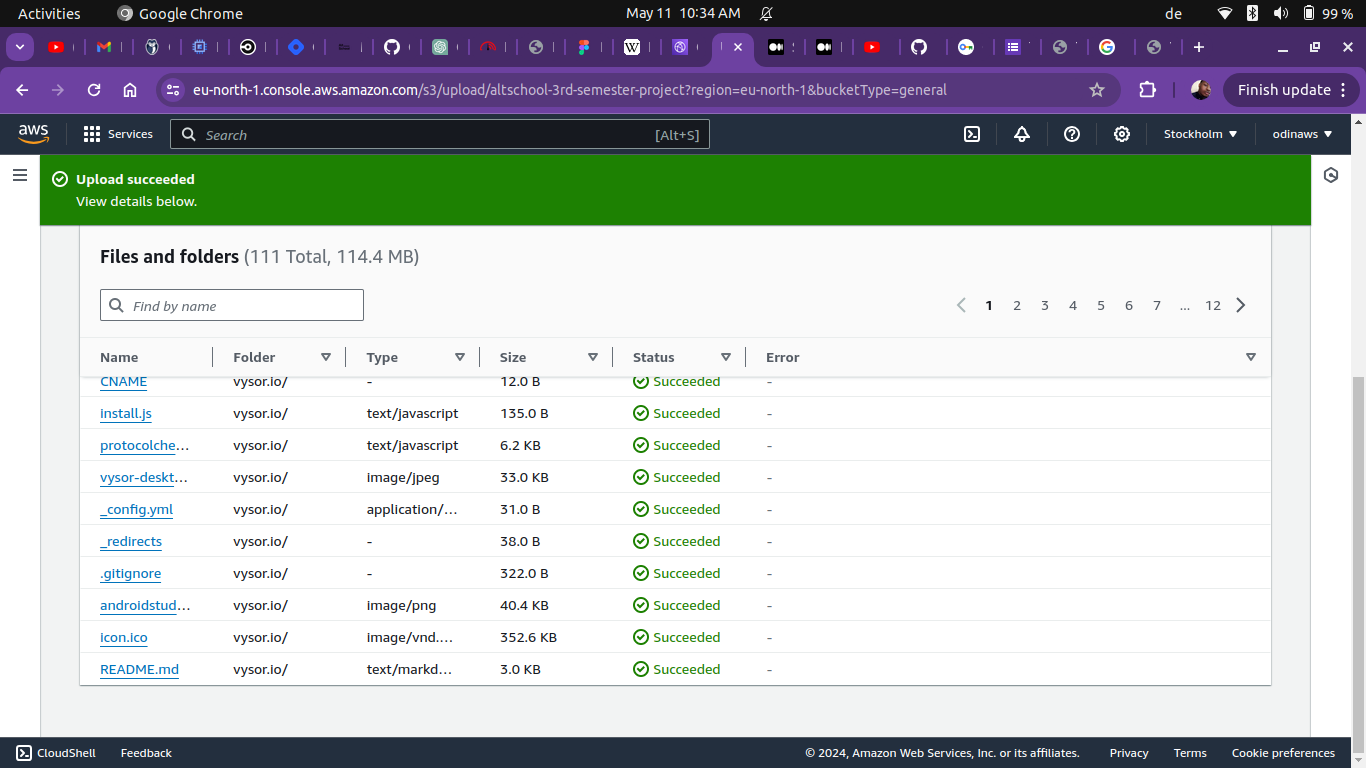 Activities Google Chrome May 11 10:34 AM de 99 %
eu-north-1.console.aws.amazon.com/s3/upload/altschool-3rd-semester-project?region=eu-north-1&bucketType=general Finish update
aws Services Search [Alt+S] Stockholm odinaws
Upload succeeded
View details below.
Files and folders (111 Total, 114.4 MB)
Find by name 1 2 3 4 5 6 7 ... 12
Name Folder Type Size Status Error
CNAME vysor.io/ - 12.0 B Succeeded -
install.js vysor.io/ text/javascript 135.0 B Succeeded -
protocolche... vysor.io/ text/javascript 6.2 KB Succeeded -
vysor-deskt... vysor.io/ image/jpeg 33.0 KB Succeeded -
_config.yml vysor.io/ application/... 31.0 B Succeeded -
_redirects vysor.io/ - 38.0 B Succeeded -
.gitignore vysor.io/ - 322.0 B Succeeded -
androidstud... vysor.io/ image/png 40.4 KB Succeeded -
icon.ico vysor.io/ image/vnd.... 352.6 KB Succeeded -
README.md vysor.io/ text/markd... 3.0 KB Succeeded -
CloudShell Feedback © 2024, Amazon Web Services, Inc. or its affiliates. Privacy Terms Cookie preferences